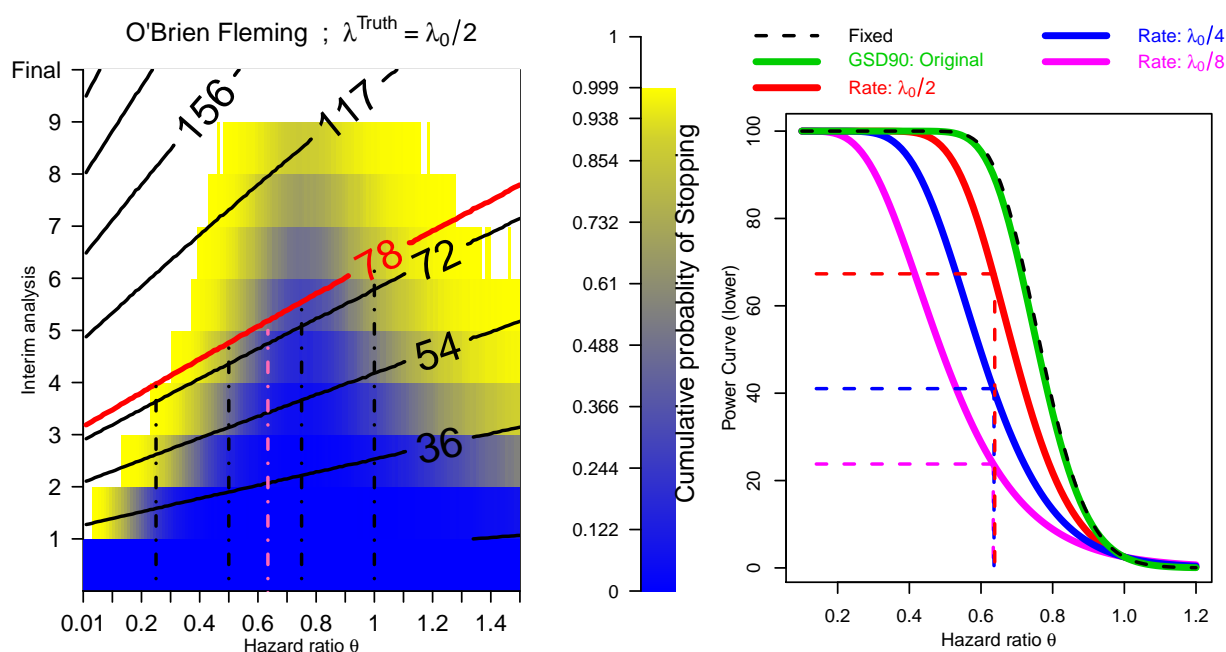 O'Brien Fleming ; λ^Truth = λ₀/2
Final
9
8
7
6
5
4
3
2
1
Interim analysis
156
117
78
72
54
36
0.01 0.2 0.4 0.6 0.8 1 1.2 1.4
Hazard ratio θ
1
0.999
0.938
0.854
0.732
0.61
0.488
0.366
0.244
0.122
0
Cumulative probablity of Stopping
Fixed
GSD90: Original
Rate: λ₀/2
Rate: λ₀/4
Rate: λ₀/8
100
80
60
40
20
0
Power Curve (lower)
0.2 0.4 0.6 0.8 1.0 1.2
Hazard ratio θ